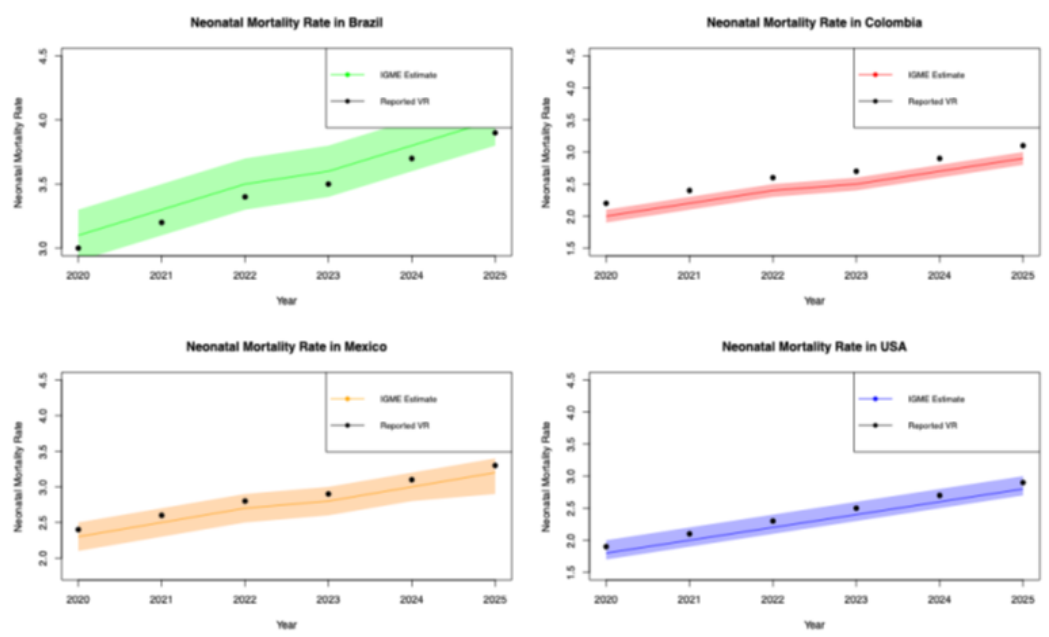 Neonatal Mortality Rate in Brazil
Neonatal Mortality Rate
4.5
4.0
3.5
3.0
IGME Estimate
Reported VR
2020 2021 2022 2023 2024 2025
Year
Neonatal Mortality Rate in Colombia
Neonatal Mortality Rate
4.5
4.0
3.5
3.0
2.5
2.0
1.5
IGME Estimate
Reported VR
2020 2021 2022 2023 2024 2025
Year
Neonatal Mortality Rate in Mexico
Neonatal Mortality Rate
4.5
4.0
3.5
3.0
2.5
2.0
IGME Estimate
Reported VR
2020 2021 2022 2023 2024 2025
Year
Neonatal Mortality Rate in USA
Neonatal Mortality Rate
4.5
4.0
3.5
3.0
2.5
2.0
1.5
IGME Estimate
Reported VR
2020 2021 2022 2023 2024 2025
Year